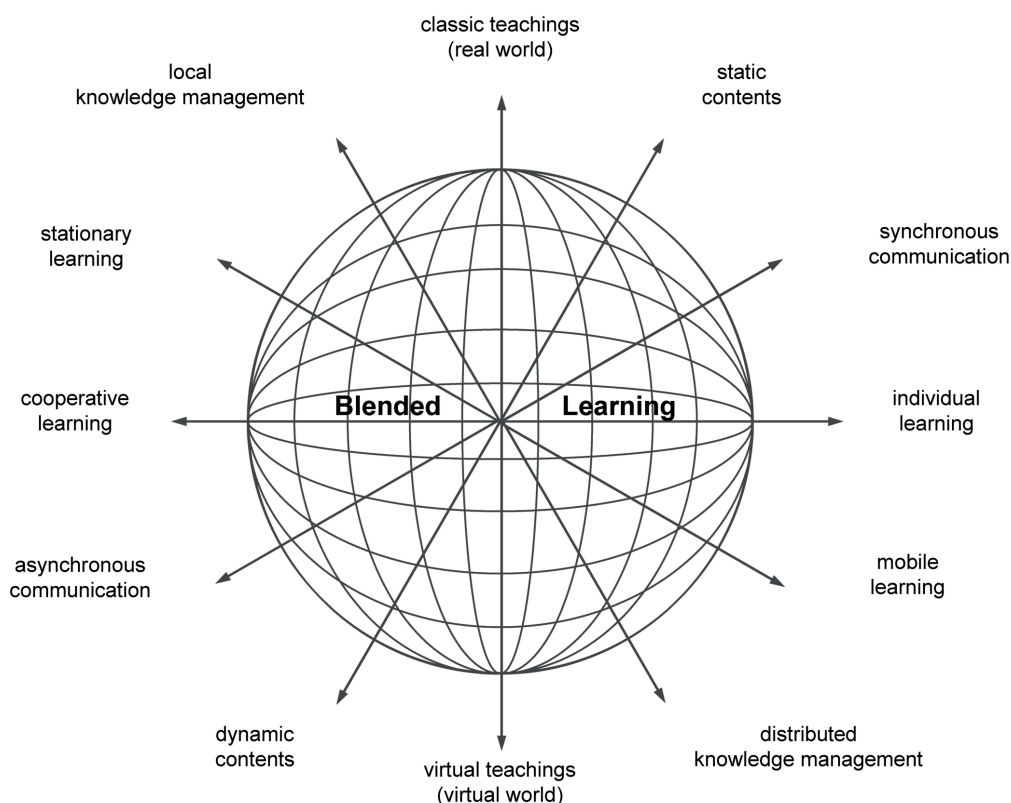 classic teachings
(real world)
local
knowledge management
static
contents
stationary
learning
synchronous
communication
cooperative
learning
Blended Learning
individual
learning
asynchronous
communication
mobile
learning
dynamic
contents
virtual teachings
(virtual world)
distributed
knowledge management